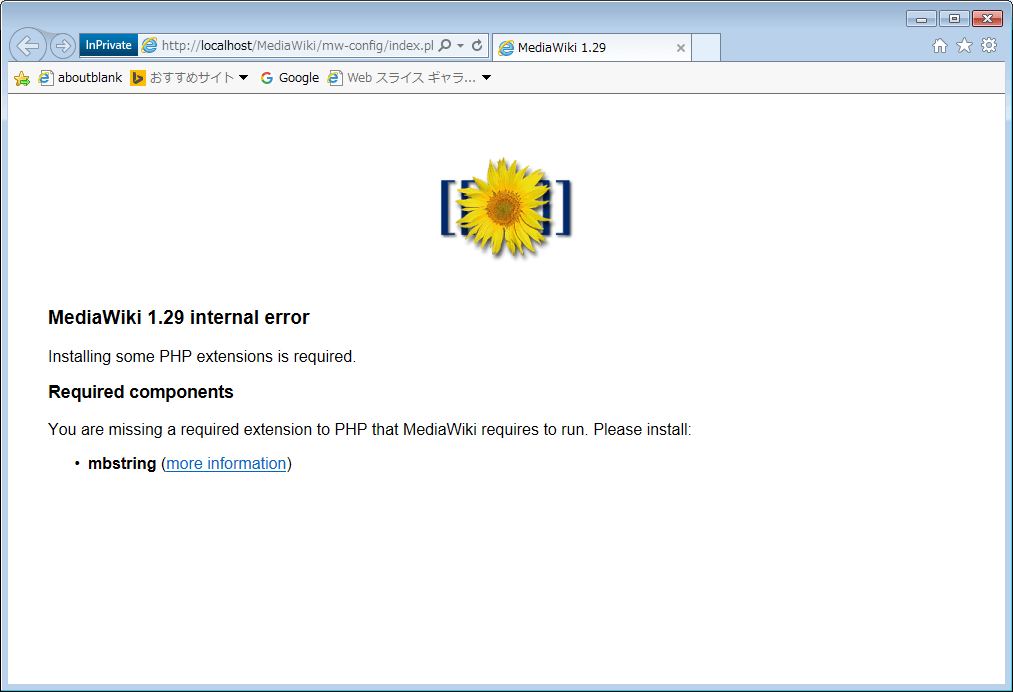 InPrivate
http://localhost/MediaWiki/mw-config/index.pl
MediaWiki 1.29
aboutblank
おすすめサイト
Google
Web スライス ギャラ...
MediaWiki 1.29 internal error
Installing some PHP extensions is required.
Required components
You are missing a required extension to PHP that MediaWiki requires to run. Please install:
• mbstring (more information)